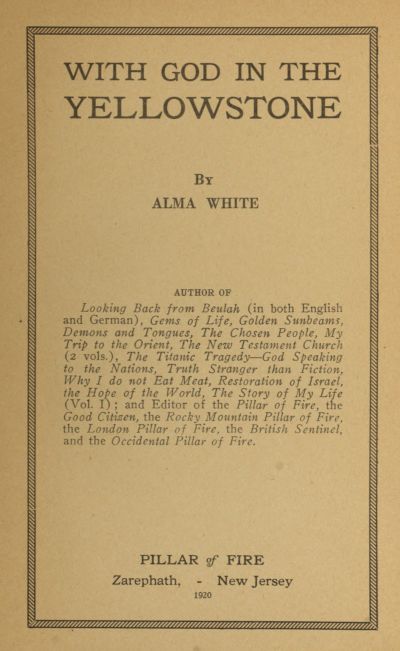 WITH GOD IN THE
YELLOWSTONE
BY
ALMA WHITE
AUTHOR OF
Looking Back from Beulah (in both English
and German), Gems of Life, Golden Sunbeams,
Demons and Tongues, The Chosen People, My
Trip to the Orient, The New Testament Church
(2 vols.), The Titanic Tragedy—God Speaking
to the Nations, Truth Stranger than Fiction,
Why I do not Eat Meat, Restoration of Israel,
the Hope of the World, The Story of My Life
(Vol. I); and Editor of the Pillar of Fire, the
Good Citizen, the Rocky Mountain Pillar of Fire,
the London Pillar of Fire, the British Sentinel,
and the Occidental Pillar of Fire.
PILLAR of FIRE
Zarephath, - New Jersey
1920